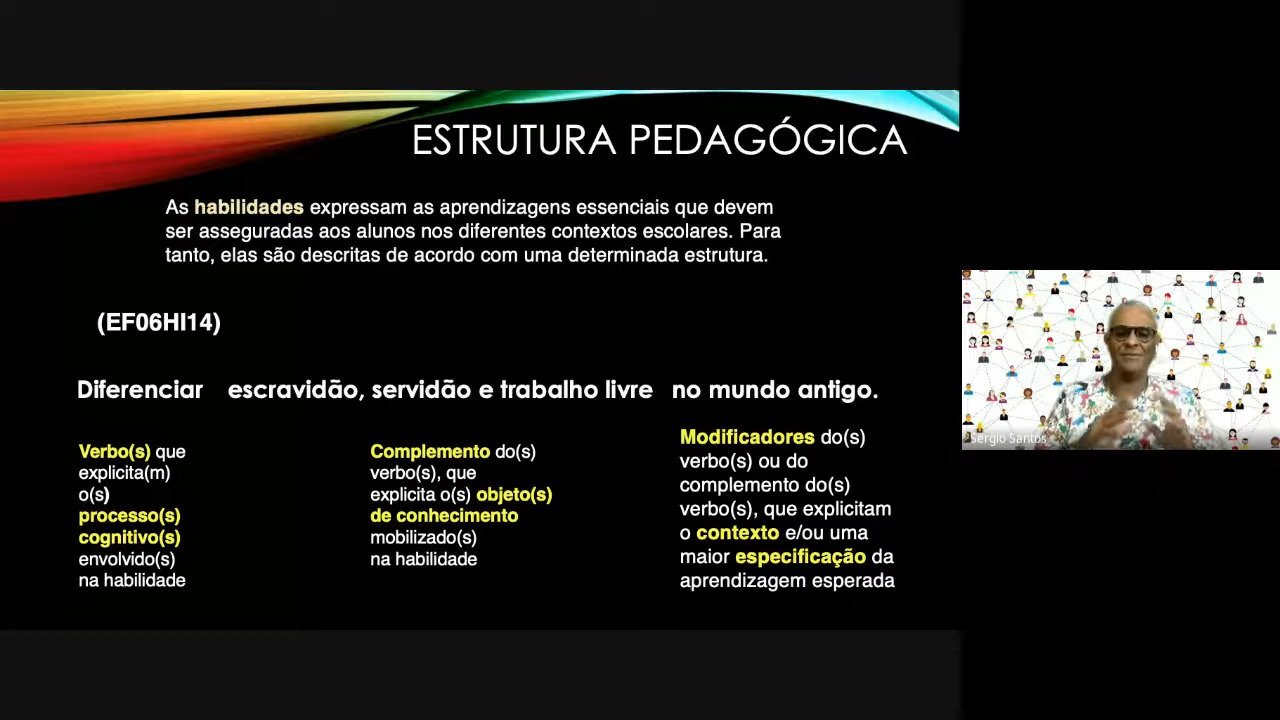 ESTRUTURA PEDAGÓGICA
As habilidades expressam as aprendizagens essenciais que devem
ser asseguradas aos alunos nos diferentes contextos escolares. Para
tanto, elas são descritas de acordo com uma determinada estrutura.
(EF06HI14)
Diferenciar escravidão, servidão e trabalho livre no mundo antigo.
Verbo(s) que
explicita(m)
o(s)
processo(s)
cognitivo(s)
envolvido(s)
na habilidade
Complemento do(s)
verbo(s), que
explicita o(s) objeto(s)
de conhecimento
mobilizado(s)
na habilidade
Modificadores do(s)
verbo(s) ou do
complemento do(s)
verbo(s), que explicitam
o contexto e/ou uma
maior especificação da
aprendizagem esperada
Sergio Santos